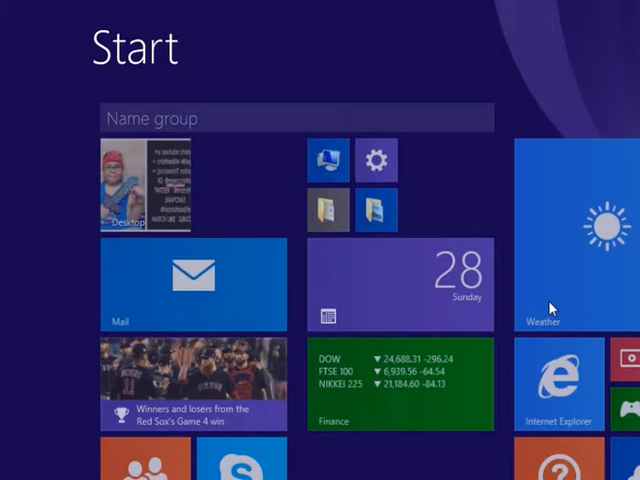 Start
Name group
Desktop
28
Sunday
Mail
Weather
Winners and losers from the
Red Sox's Game 4 win
DOW ▼ 24,688.31 -296.24
FTSE 100 ▼ 6,939.56 -64.54
NIKKEI 225 ▼ 21,184.60 -84.13
Finance
Internet Explorer